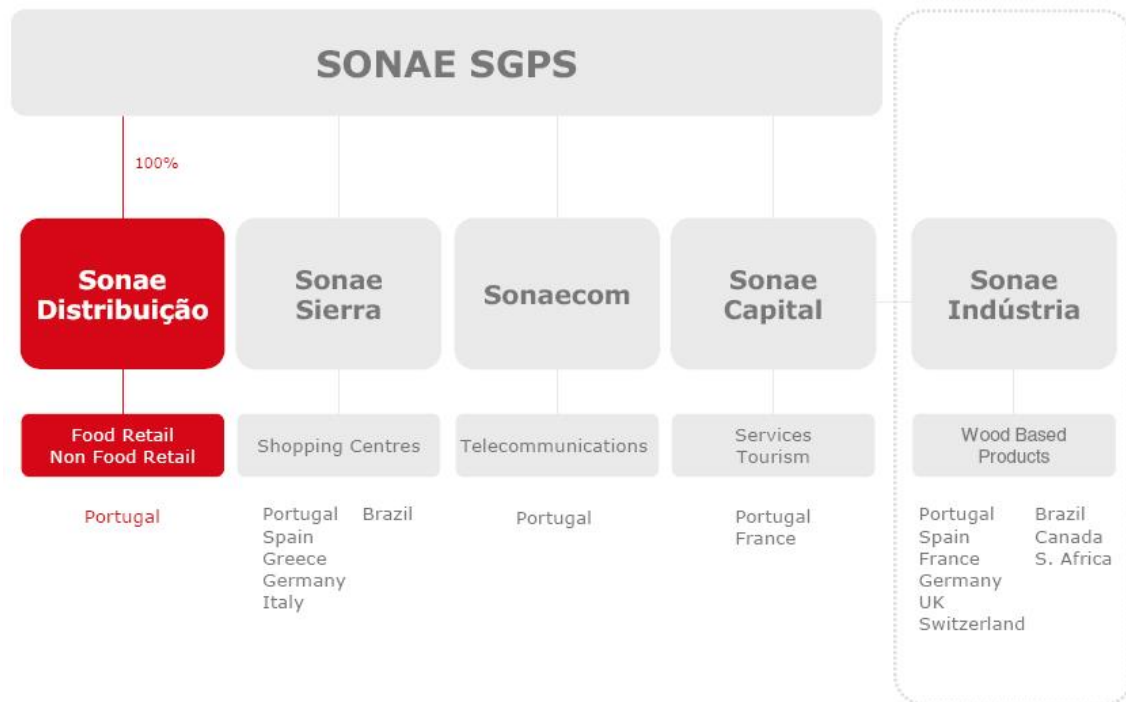 SONAE SGPS
100%
Sonae
Distribuição
Sonae
Sierra
Sonaecom
Sonae
Capital
Sonae
Indústria
Food Retail
Non Food Retail
Shopping Centres
Telecommunications
Services
Tourism
Wood Based
Products
Portugal
Portugal
Spain
Greece
Germany
Italy
Brazil
Portugal
Portugal
France
Portugal
Spain
France
Germany
UK
Switzerland
Brazil
Canada
S. Africa